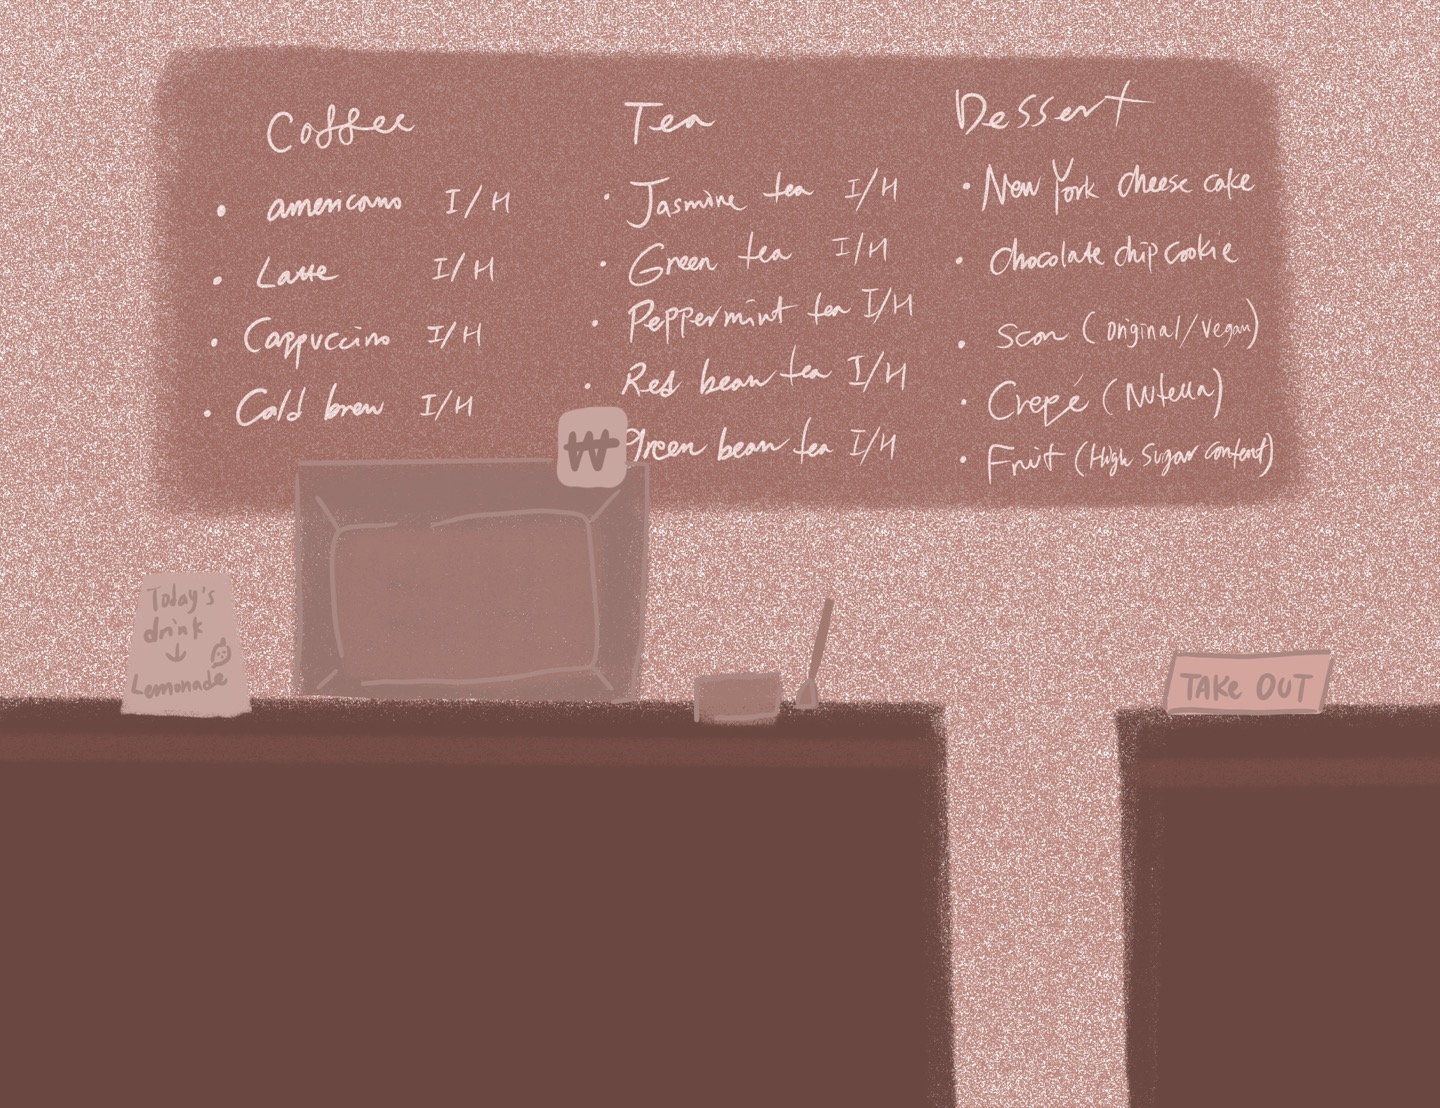 Coffee
• americano I/H
• Latte I/H
• Cappuccino I/H
• Cold brew I/H
Tea
• Jasmine tea I/H
• Green tea I/H
• Peppermint tea I/H
• Red bean tea I/H
green bean tea I/H
Dessert
• New York cheese cake
• chocolate chip cookie
• scon (original/vegan)
• Crepé (Nutella)
• Fruit (High sugar content)
₩
Today's
drink
↓
Lemonade
TAKe OUT